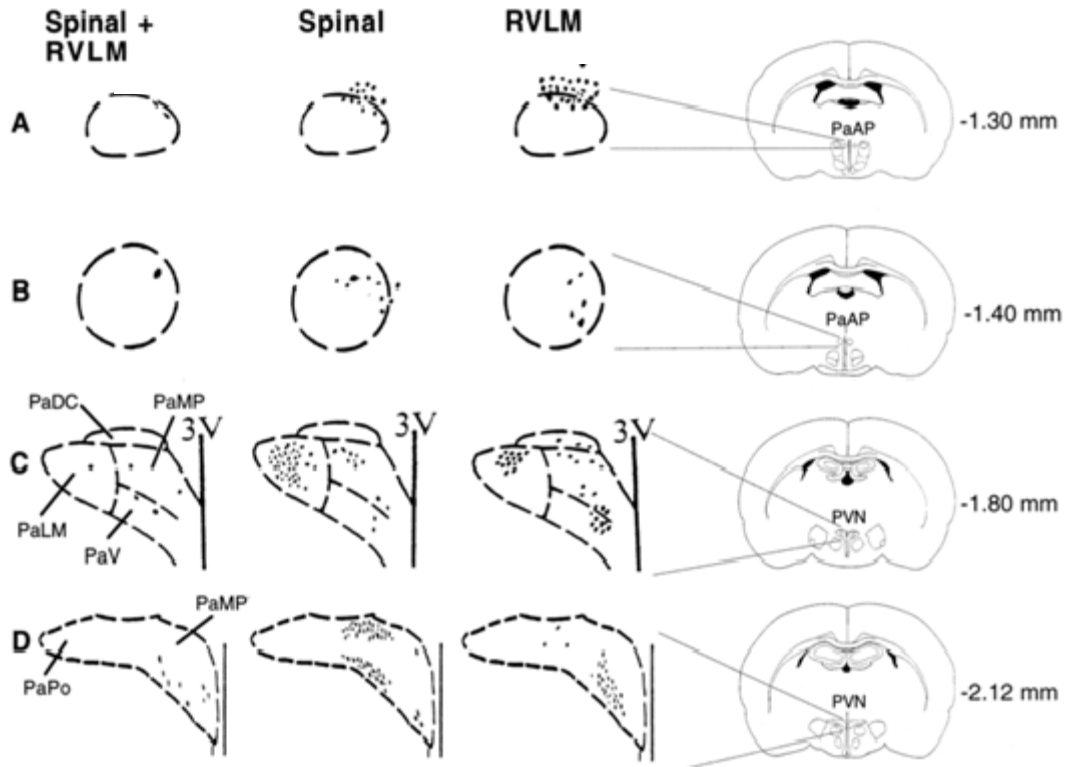 Spinal +
RVLM
Spinal
RVLM
A
PaAP
-1.30 mm
B
PaAP
-1.40 mm
PaDC
PaMP
3V
3V
3V
C
PaLM
PaV
PVN
-1.80 mm
PaMP
D
PaPo
PVN
-2.12 mm